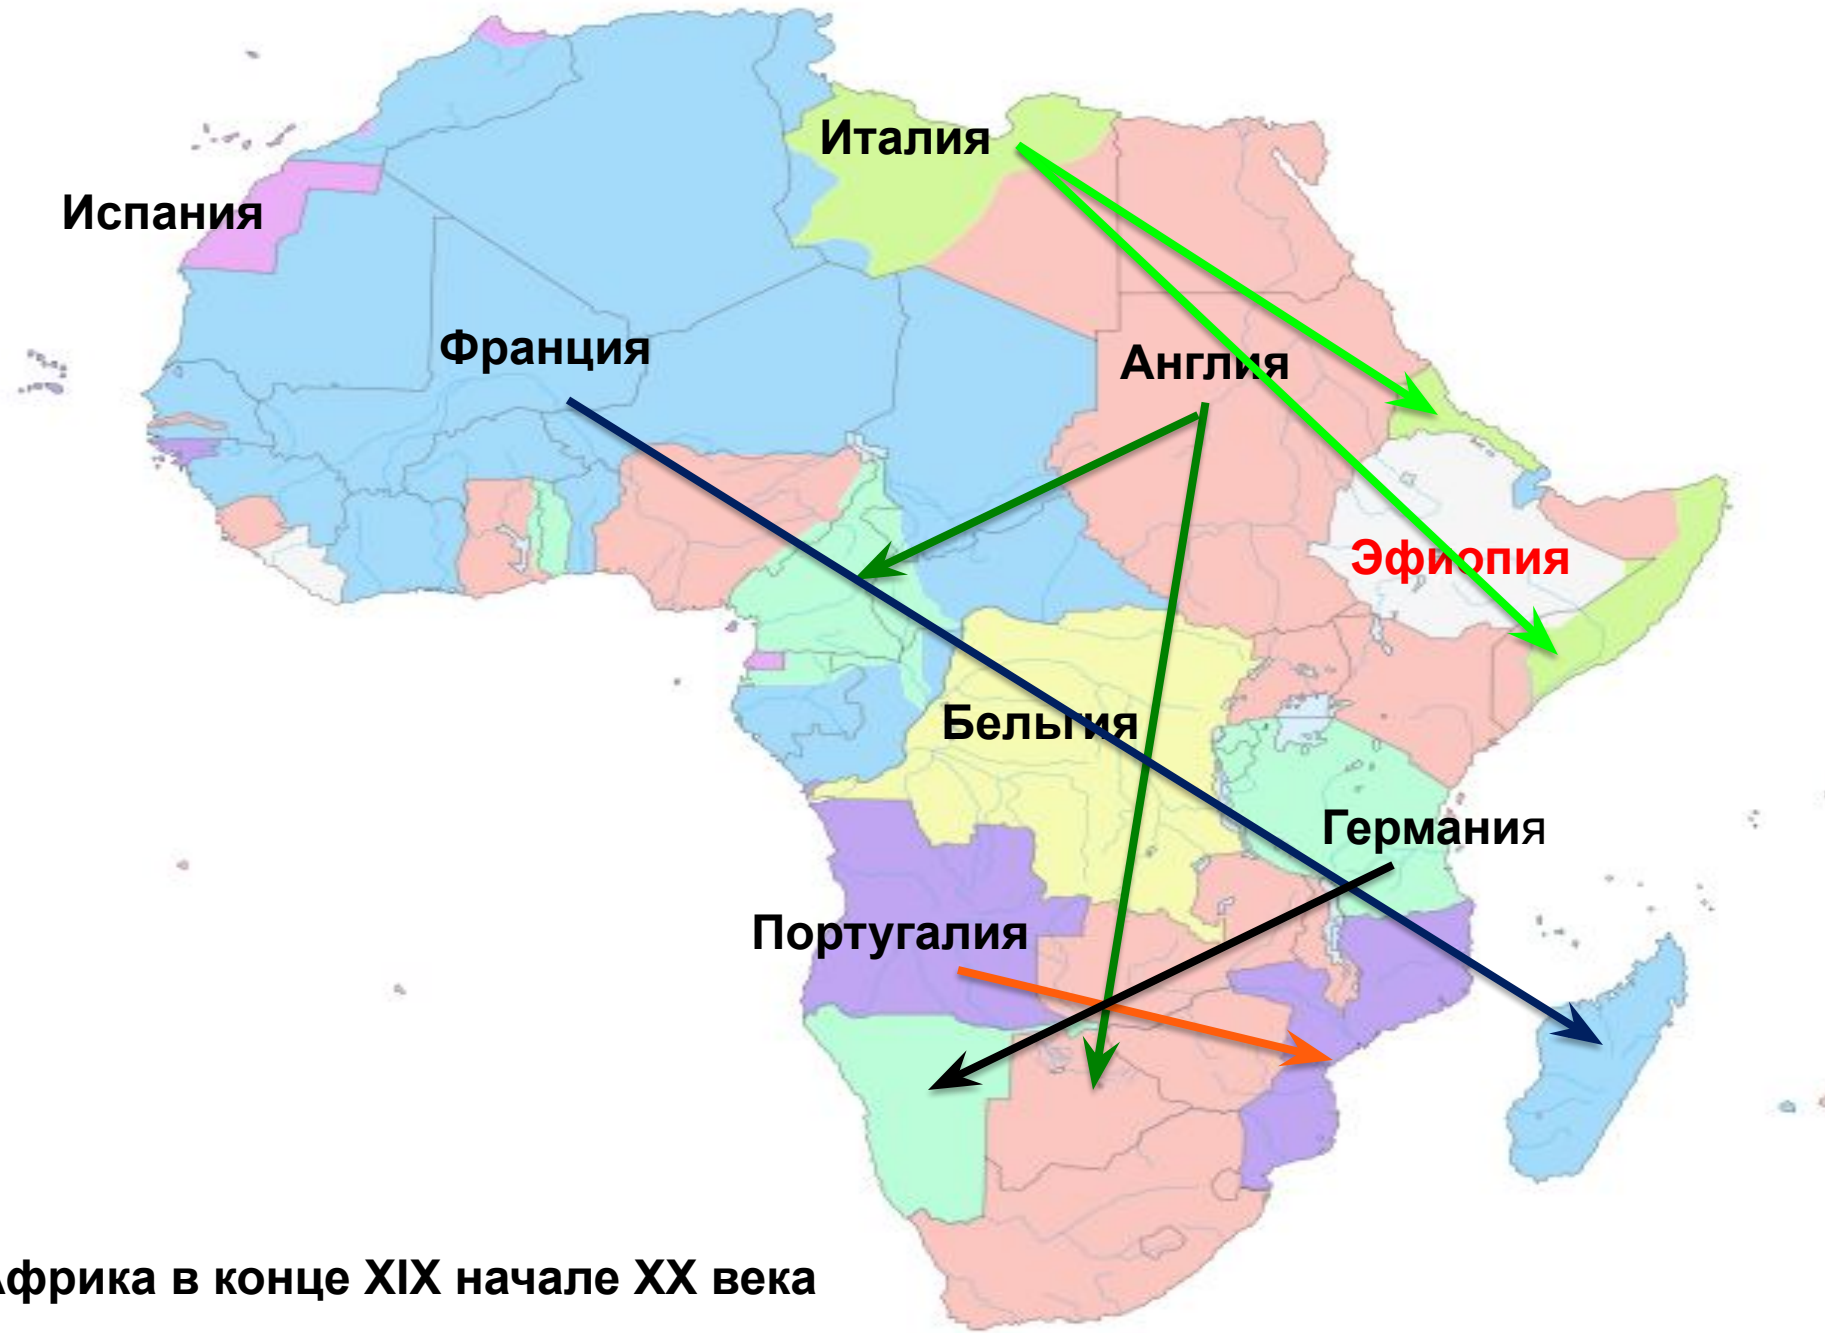 Италия
Испания
Франция
Англия
Эфиопия
Бельгия
Германия
Португалия
Африка в конце XIX начале XX века